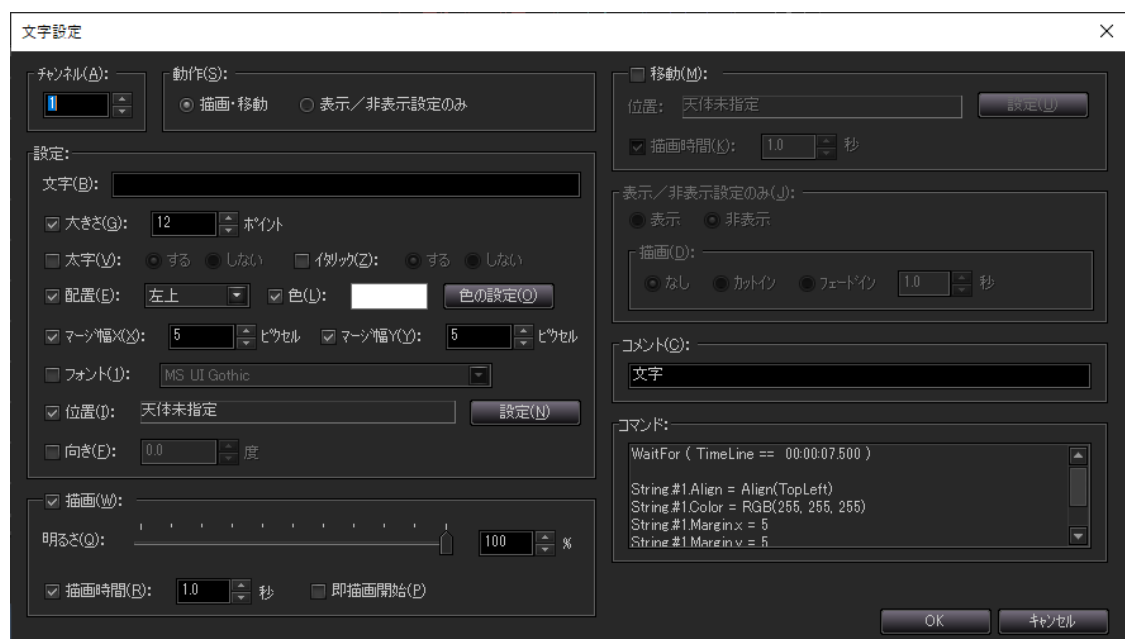 文字設定
チャンネル(A):
1
動作(S):
描画・移動
表示／非表示設定のみ
設定:
文字(B):
大きさ(G):
12
ポイント
太字(V):
する
しない
イタリック(Z):
する
しない
配置(E):
左上
色(L):
色の設定(O)
マージン幅X(X):
5
ピクセル
マージン幅Y(Y):
5
ピクセル
フォント(1):
MS UI Gothic
位置(I):
天体未指定
設定(N)
向き(F):
0.0
度
描画(W):
明るさ(Q):
100
%
描画時間(R):
1.0
秒
即描画開始(P)
移動(M):
位置:
天体未指定
設定(U)
描画時間(K):
1.0
秒
表示／非表示設定のみ(J):
表示
非表示
描画(D):
なし
カットイン
フェードイン
1.0
秒
コメント(C):
文字
コマンド:
WaitFor ( TimeLine == 00:00:07.500 )
String.#1.Align = Align(TopLeft)
String.#1.Color = RGB(255, 255, 255)
String.#1.Margin.x = 5
String.#1.Margin.y = 5
OK
キャンセル